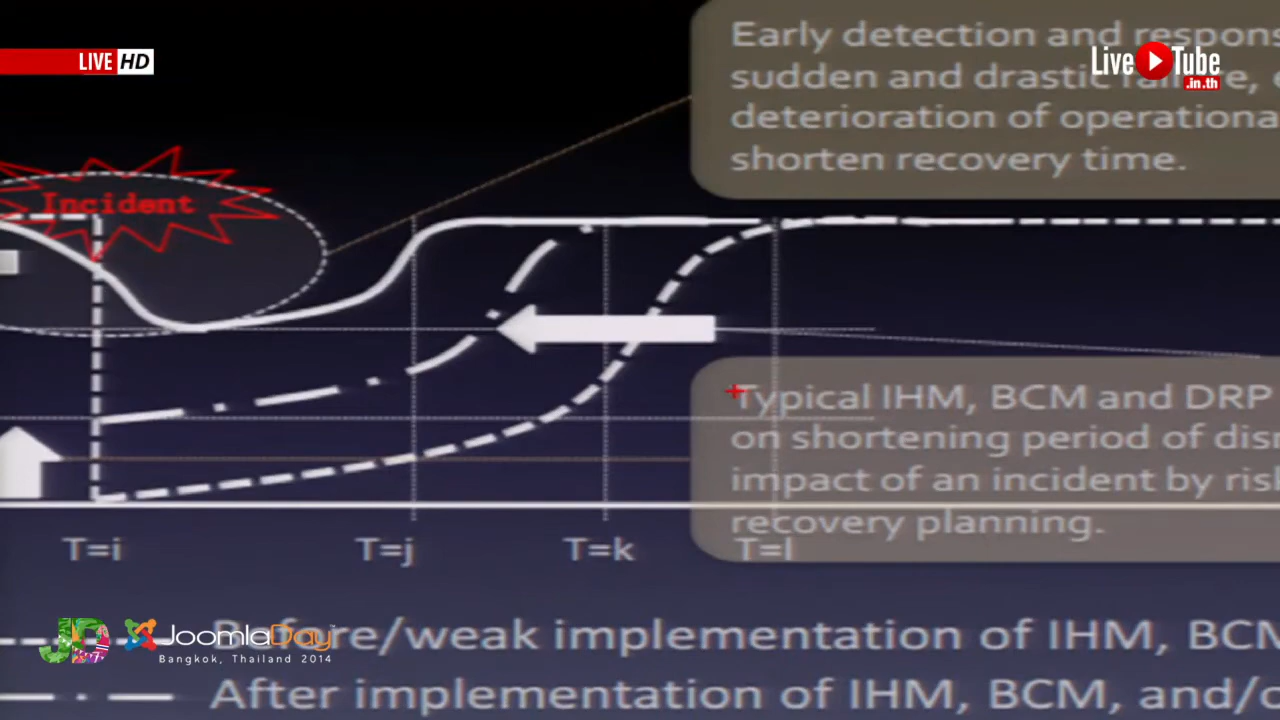 LIVE HD
Live Tube
.in.th
Early detection and respons
sudden and drastic failure,
deterioration of operationa
shorten recovery time.
Incident
Typical IHM, BCM and DRP
on shortening period of dis
impact of an incident by ris
recovery planning.
T=i T=j T=k T=l
JD JoomlaDay
Bangkok, Thailand 2014
Before/weak implementation of IHM, BCM
After implementation of IHM, BCM, and/o